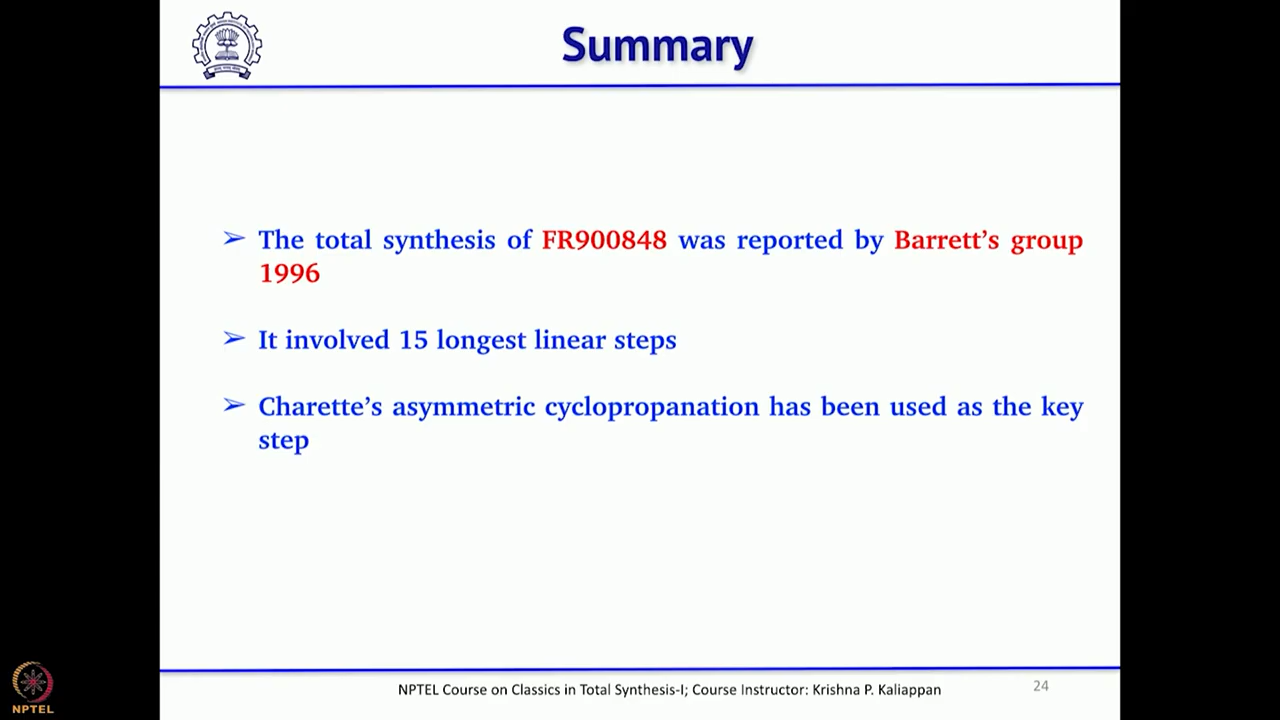 Summary
➢ The total synthesis of FR900848 was reported by Barrett’s group
1996
➢ It involved 15 longest linear steps
➢ Charette’s asymmetric cyclopropanation has been used as the key
step
NPTEL Course on Classics in Total Synthesis-I; Course Instructor: Krishna P. Kaliappan
24
NPTEL